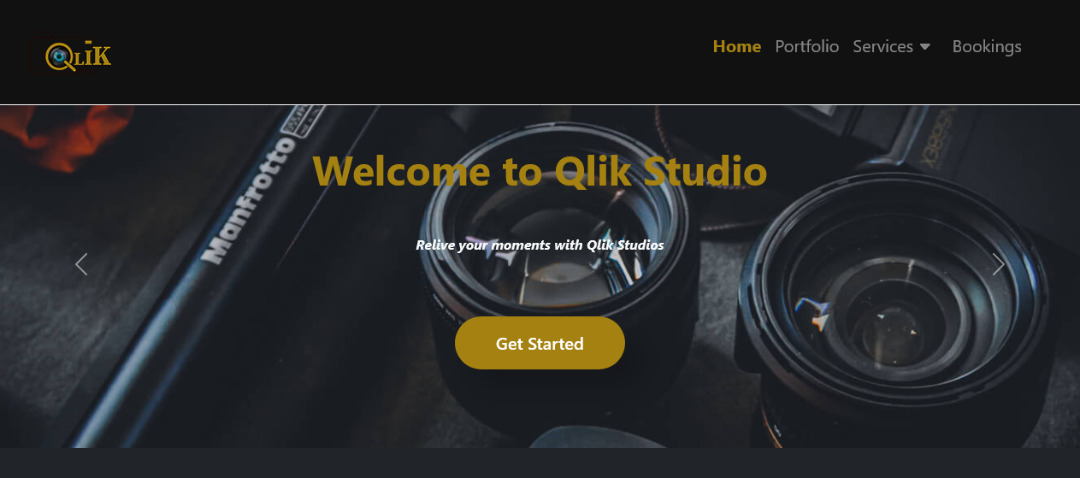 QLiK
Home Portfolio Services Bookings
Manfrotto
Welcome to Qlik Studio
Relive your moments with Qlik Studios
Get Started